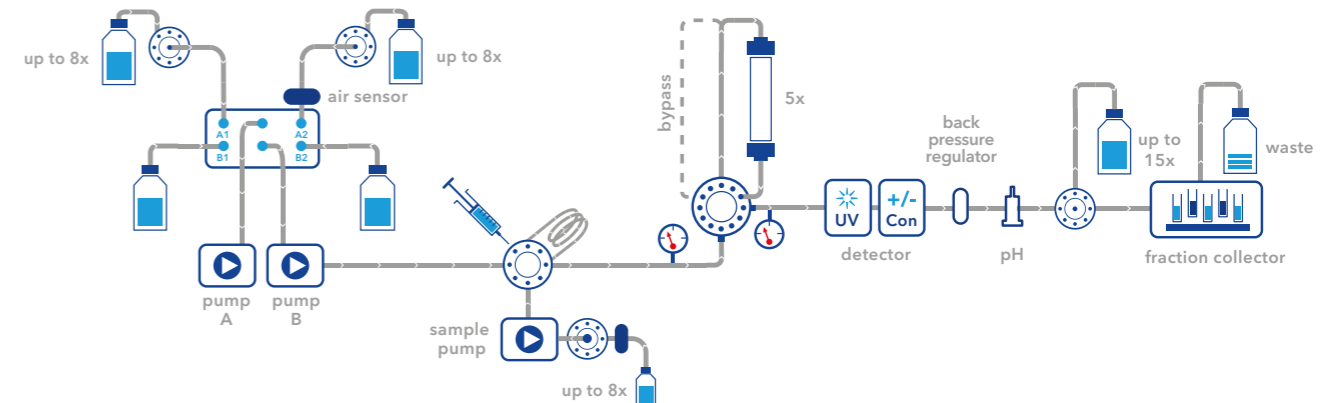 up to 8x
up to 8x
air sensor
A1
A2
B1
B2
pump
A
pump
B
sample
pump
up to 8x
bypass
5x
UV
+/-
Con
detector
back
pressure
regulator
pH
up to
15x
waste
fraction collector